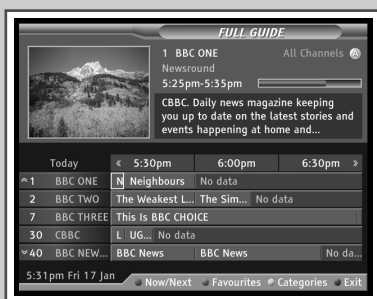 FULL GUIDE
1 BBC ONE All Channels A
Newsround
5:25pm-5:35pm
CBBC. Daily news magazine keeping
you up to date on the latest stories and
events happening at home and...
Today « 5:30pm 6:00pm 6:30pm »
1 BBC ONE N Neighbours No data
2 BBC TWO The Weakest L... The Sim... No data
7 BBC THREE This Is BBC CHOICE
30 CBBC L UG... No data
40 BBC NEW... BBC News BBC News No da...
5:31pm Fri 17 Jan Now/Next Favourites Categories Exit